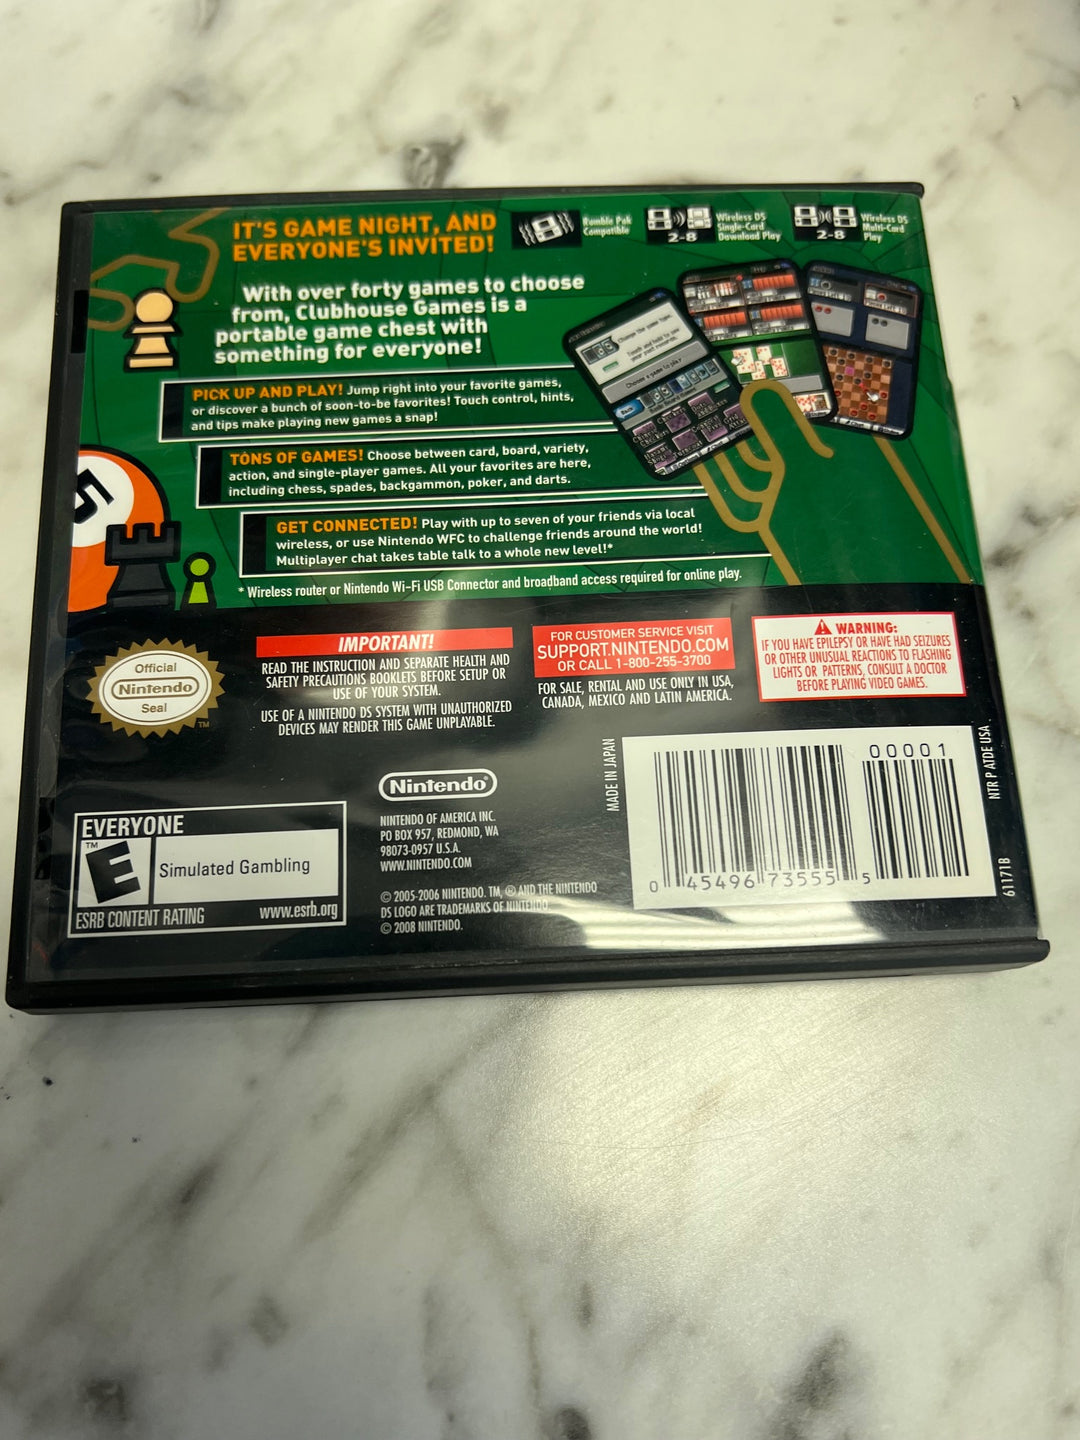 IT'S GAME NIGHT, AND
EVERYONE'S INVITED!
Rumble Pak
Compatible
2-8
Wireless DS
Single-Card
Download Play
2-8
Wireless DS
Multi-Card
Play
With over forty games to choose
from, Clubhouse Games is a
portable game chest with
something for everyone!
PICK UP AND PLAY! Jump right into your favorite games,
or discover a bunch of soon-to-be favorites! Touch control, hints,
and tips make playing new games a snap!
TONS OF GAMES! Choose between card, board, variety,
action, and single-player games. All your favorites are here,
including chess, spades, backgammon, poker, and darts.
GET CONNECTED! Play with up to seven of your friends via local
wireless, or use Nintendo WFC to challenge friends around the world!
Multiplayer chat takes table talk to a whole new level!*
* Wireless router or Nintendo Wi-Fi USB Connector and broadband access required for online play.
5
Change the game here.
Choose a game to play.
Back
Official
Nintendo
Seal
TM
IMPORTANT!
READ THE INSTRUCTION AND SEPARATE HEALTH AND
SAFETY PRECAUTIONS BOOKLETS BEFORE SETUP OR
USE OF YOUR SYSTEM.
USE OF A NINTENDO DS SYSTEM WITH UNAUTHORIZED
DEVICES MAY RENDER THIS GAME UNPLAYABLE.
FOR CUSTOMER SERVICE VISIT
SUPPORT.NINTENDO.COM
OR CALL 1-800-255-3700
FOR SALE, RENTAL AND USE ONLY IN USA,
CANADA, MEXICO AND LATIN AMERICA.
WARNING:
IF YOU HAVE EPILEPSY OR HAVE HAD SEIZURES
OR OTHER UNUSUAL REACTIONS TO FLASHING
LIGHTS OR PATTERNS, CONSULT A DOCTOR
BEFORE PLAYING VIDEO GAMES.
EVERYONE
TM
E
Simulated Gambling
ESRB CONTENT RATING www.esrb.org
Nintendo®
NINTENDO OF AMERICA INC.
PO BOX 957, REDMOND, WA
98073-0957 U.S.A.
WWW.NINTENDO.COM
© 2005-2006 NINTENDO. TM, ® AND THE NINTENDO
DS LOGO ARE TRADEMARKS OF NINTENDO.
© 2008 NINTENDO.
MADE IN JAPAN
00001
0 45496 73555 5
NTR P ATDE USA
61171B